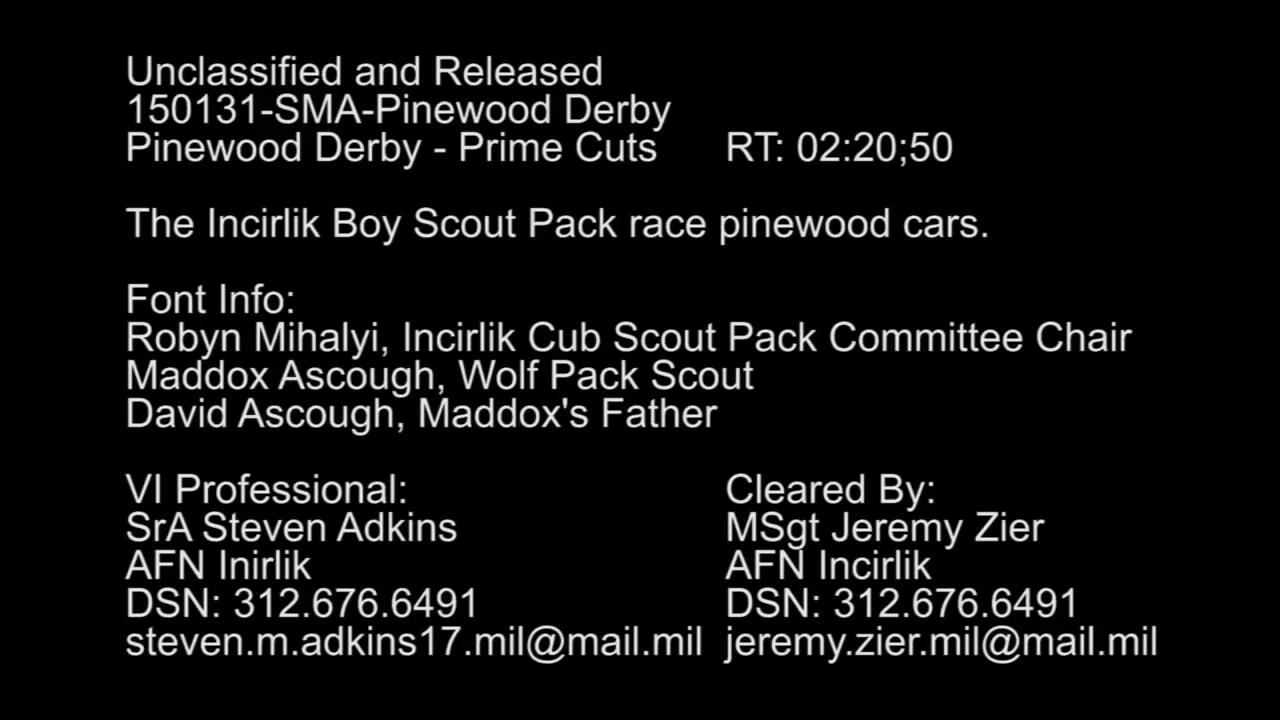 Unclassified and Released
150131-SMA-Pinewood Derby
Pinewood Derby - Prime Cuts RT: 02:20;50
The Incirlik Boy Scout Pack race pinewood cars.
Font Info:
Robyn Mihalyi, Incirlik Cub Scout Pack Committee Chair
Maddox Ascough, Wolf Pack Scout
David Ascough, Maddox's Father
VI Professional:
SrA Steven Adkins
AFN Inirlik
DSN: 312.676.6491
steven.m.adkins17.mil@mail.mil
Cleared By:
MSgt Jeremy Zier
AFN Incirlik
DSN: 312.676.6491
jeremy.zier.mil@mail.mil